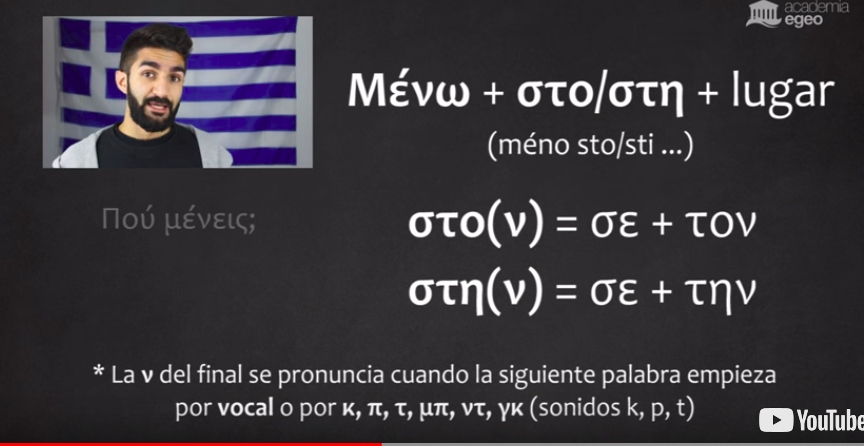 academia
egeo
Μένω + στο/στη + lugar
(méno sto/sti ...)
Πού μένεις;
στο(ν) = σε + τον
στη(ν) = σε + την
* La ν del final se pronuncia cuando la siguiente palabra empieza
por vocal o por κ, π, τ, μπ, ντ, γκ (sonidos k, p, t)
YouTube